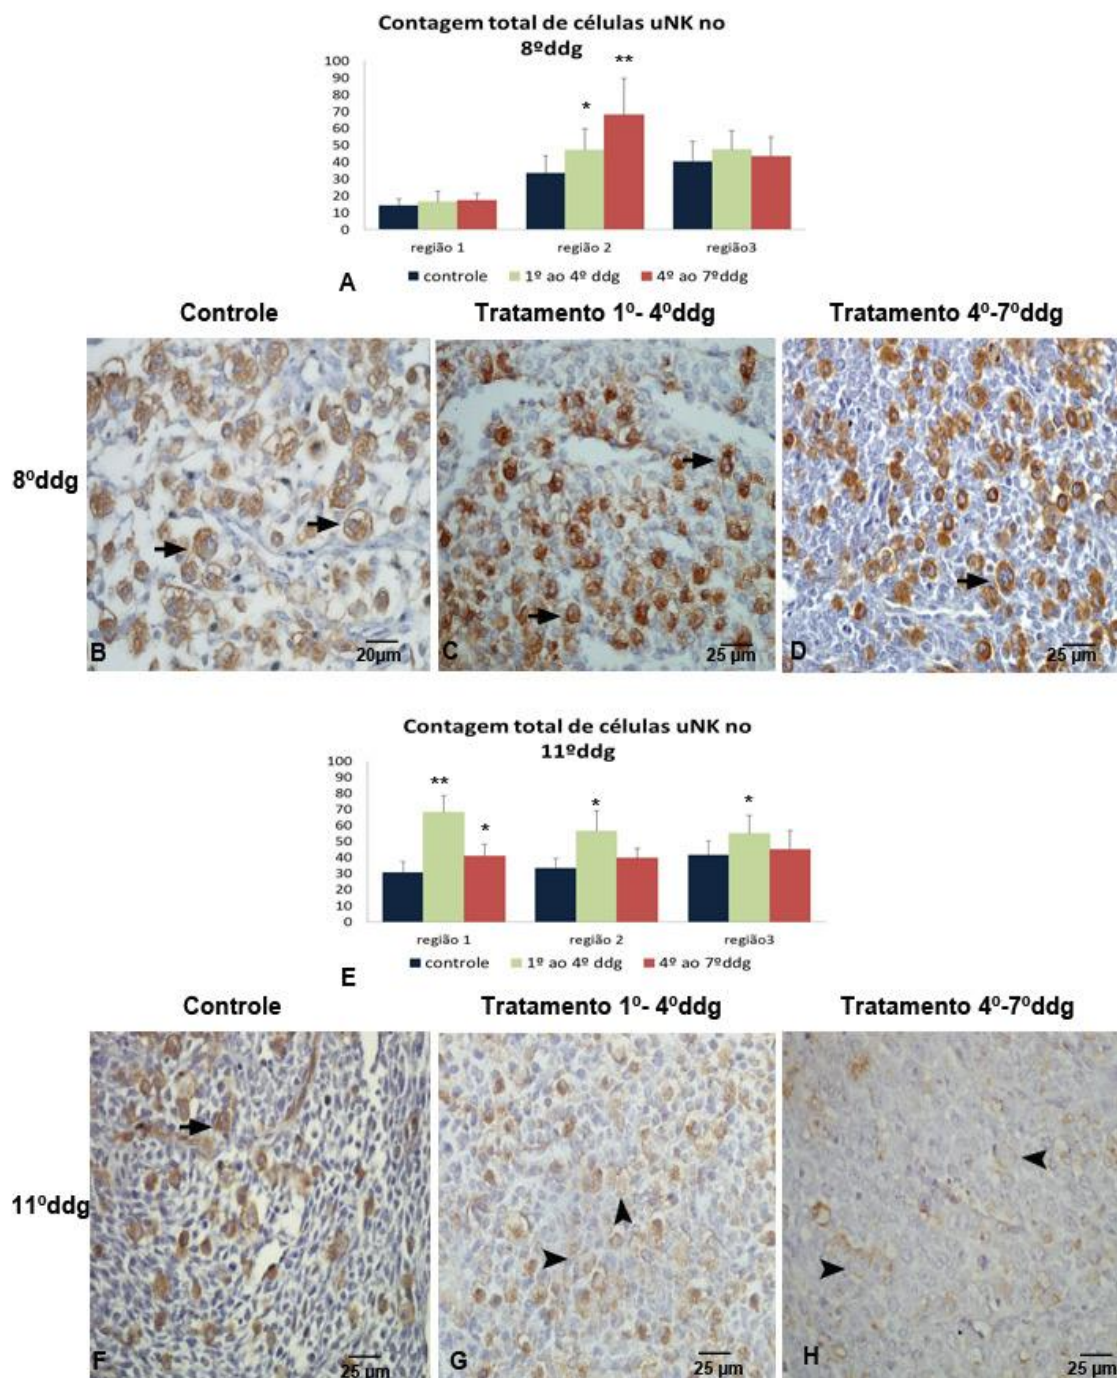 Contagem total de células uNK no
8ºddg
100
90
80
70
60
50
40
30
20
10
0
*
**
região 1
região 2
região3
controle
1º ao 4º ddg
4º ao 7ºddg
A
Controle
Tratamento 1º- 4ºddg
Tratamento 4º-7ºddg
8ºddg
B
20µm
C
25 µm
D
25 µm
Contagem total de células uNK no
11ºddg
100
90
80
70
60
50
40
30
20
10
0
**
*
*
*
região 1
região 2
região3
controle
1º ao 4º ddg
4º ao 7ºddg
E
Controle
Tratamento 1º- 4ºddg
Tratamento 4º-7ºddg
11ºddg
F
25 µm
G
25 µm
H
25 µm